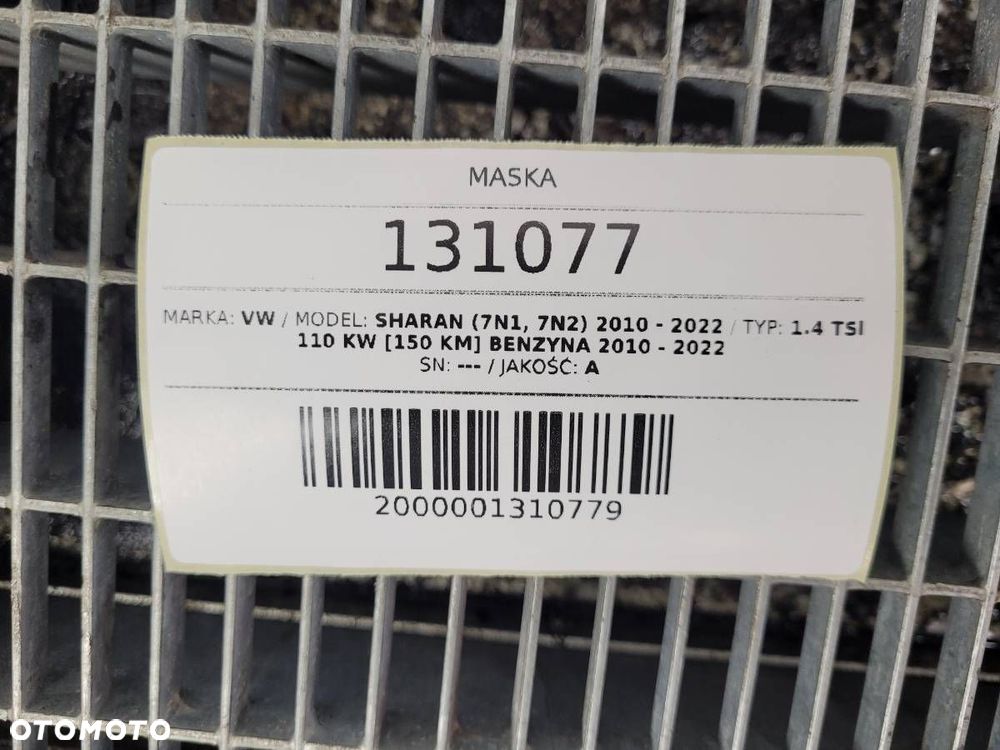 MASKA
131077
MARKA: VW / MODEL: SHARAN (7N1, 7N2) 2010 - 2022 / TYP: 1.4 TSI
110 KW [150 KM] BENZYNA 2010 - 2022
SN: --- / JAKOŚĆ: A
2000001310779
OTOMOTO